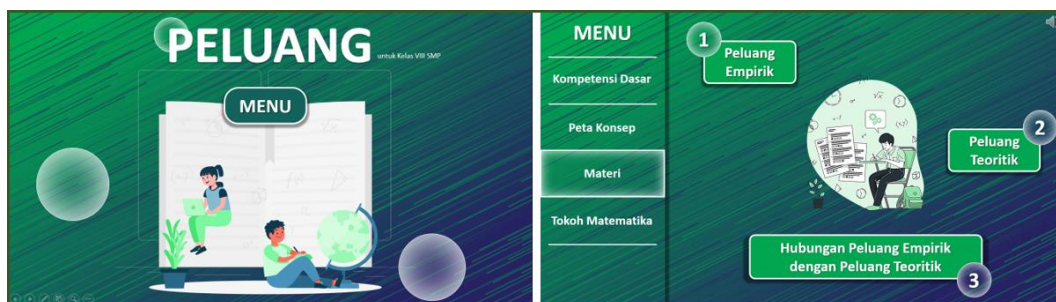 PELUANG
untuk Kelas VIII SMP
MENU
MENU
Kompetensi Dasar
Peta Konsep
Materi
Tokoh Matematika
1
Peluang
Empirik
2
Peluang
Teoritik
Hubungan Peluang Empirik
dengan Peluang Teoritik
3